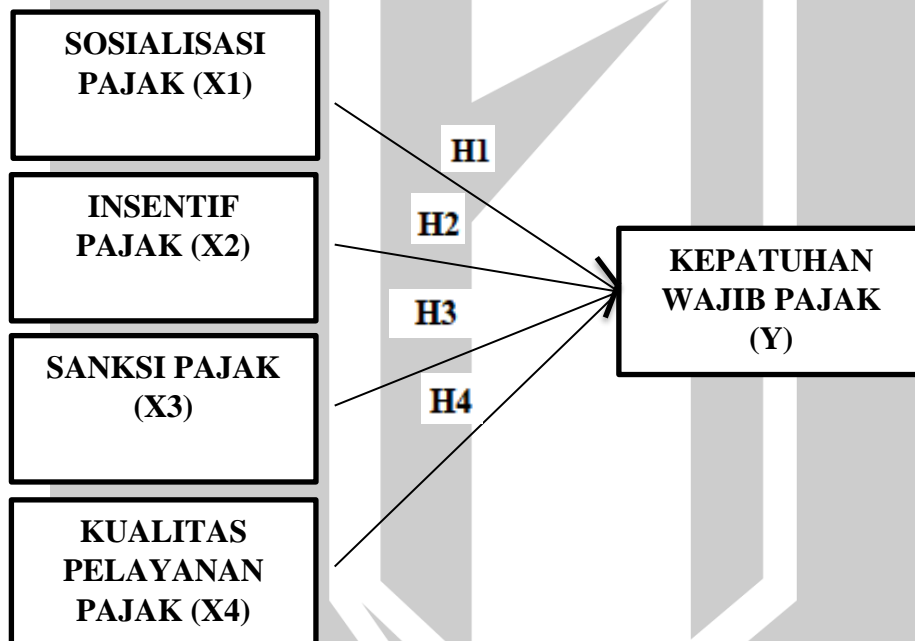 SOSIALISASI
PAJAK (X1)
H1
INSENTIF
PAJAK (X2)
H2
KEPATUHAN
WAJIB PAJAK
(Y)
H3
SANKSI PAJAK
(X3)
H4
KUALITAS
PELAYANAN
PAJAK (X4)